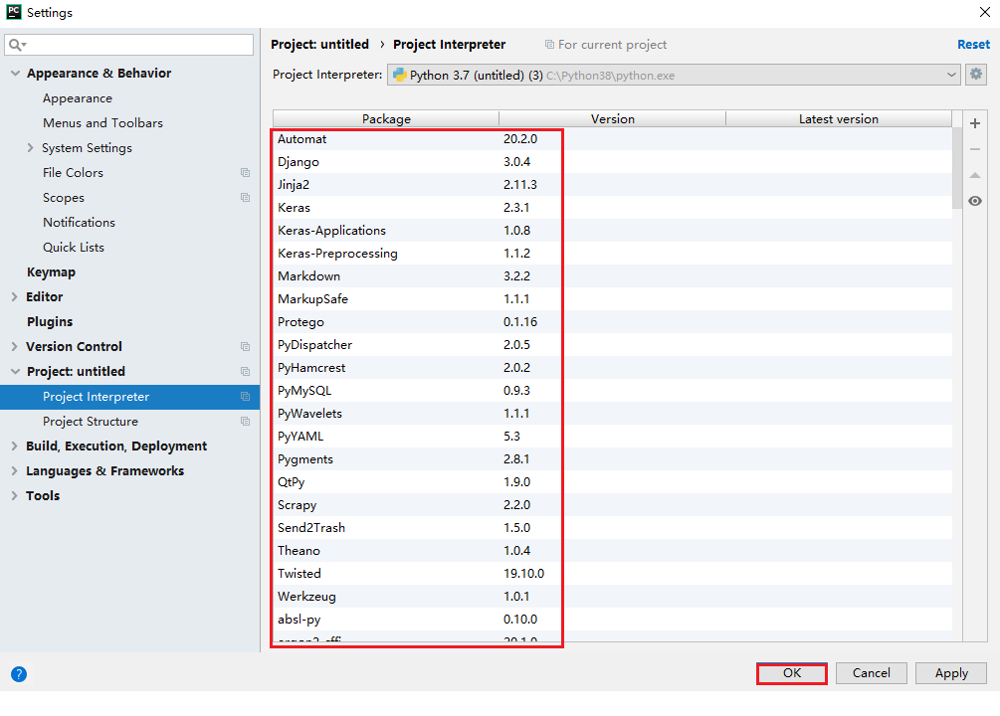 PC Settings
Project: untitled › Project Interpreter For current project Reset
Project Interpreter: Python 3.7 (untitled) (3) C:\Python38\python.exe
Appearance & Behavior
Appearance
Menus and Toolbars
System Settings
File Colors
Scopes
Notifications
Quick Lists
Keymap
Editor
Plugins
Version Control
Project: untitled
Project Interpreter
Project Structure
Build, Execution, Deployment
Languages & Frameworks
Tools
Package Version Latest version
Automat 20.2.0
Django 3.0.4
Jinja2 2.11.3
Keras 2.3.1
Keras-Applications 1.0.8
Keras-Preprocessing 1.1.2
Markdown 3.2.2
MarkupSafe 1.1.1
Protego 0.1.16
PyDispatcher 2.0.5
PyHamcrest 2.0.2
PyMySQL 0.9.3
PyWavelets 1.1.1
PyYAML 5.3
Pygments 2.8.1
QtPy 1.9.0
Scrapy 2.2.0
Send2Trash 1.5.0
Theano 1.0.4
Twisted 19.10.0
Werkzeug 1.0.1
absl-py 0.10.0
argon2-cffi 20.1.0
? OK Cancel Apply